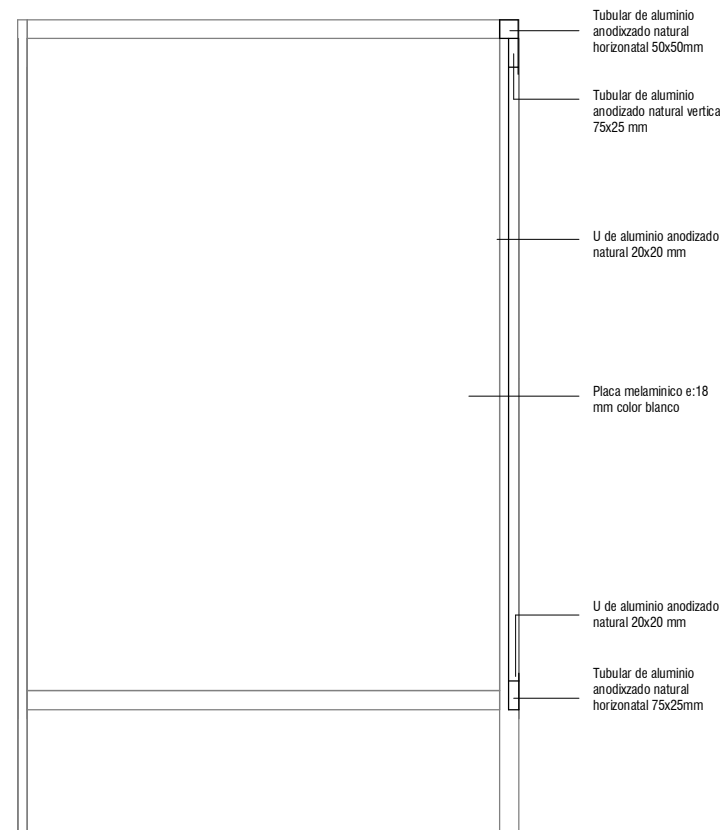 Tubular de aluminio
anodixzado natural
horizonatal 50x50mm
Tubular de aluminio
anodizado natural vertica
75x25 mm
U de aluminio anodizado
natural 20x20 mm
Placa melaminico e:18
mm color blanco
U de aluminio anodizado
natural 20x20 mm
Tubular de aluminio
anodixzado natural
horizonatal 75x25mm